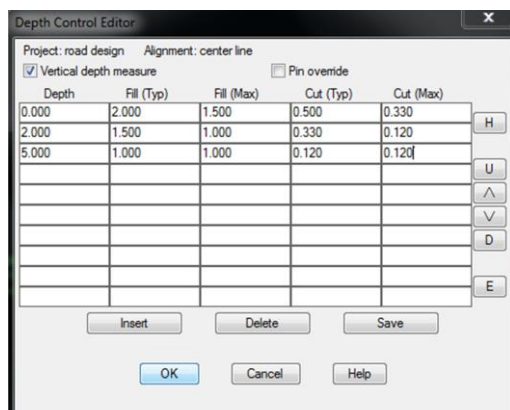 Depth Control Editor
X
Project: road design Alignment: center line
Vertical depth measure Pin override
Depth Fill (Typ) Fill (Max) Cut (Typ) Cut (Max)
0.000 2.000 1.500 0.500 0.330
2.000 1.500 1.000 0.330 0.120
5.000 1.000 1.000 0.120 0.120
H
U
D
E
Insert Delete Save
OK Cancel Help